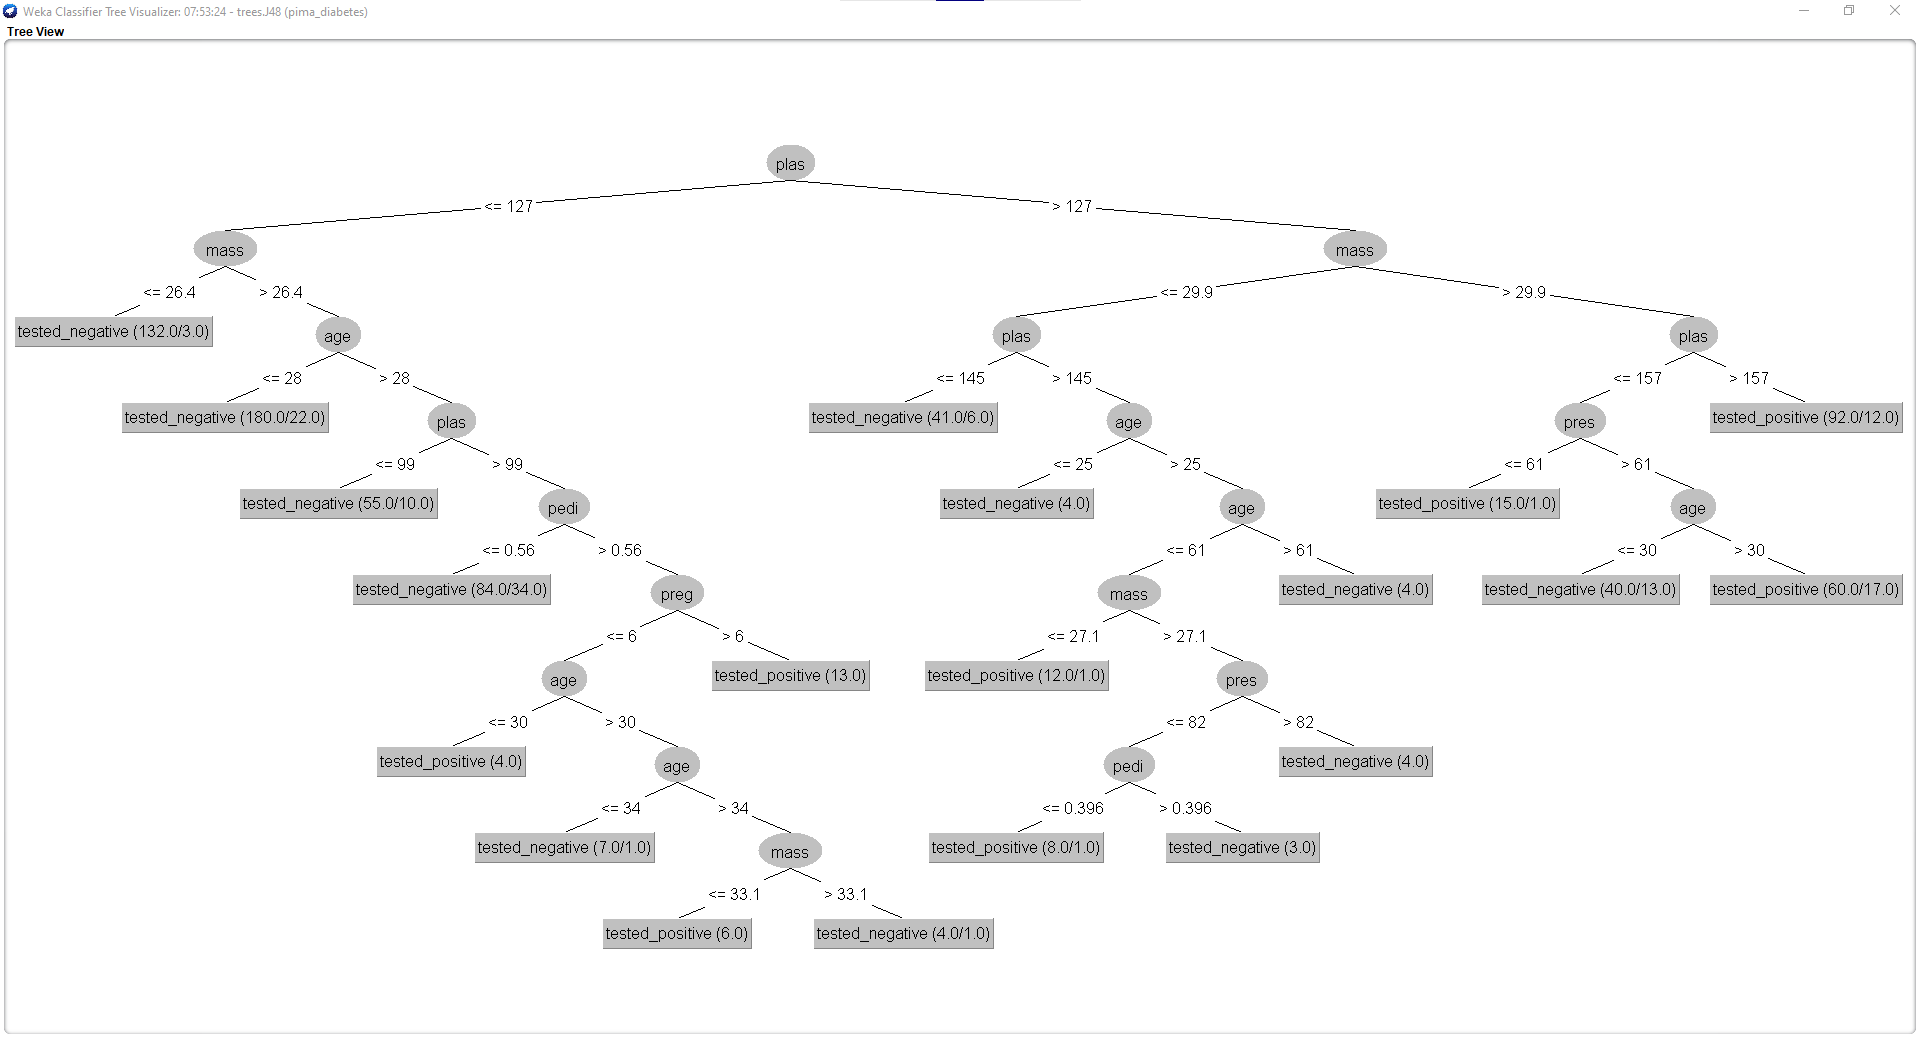 Weka Classifier Tree Visualizer: 07:53:24 - trees.J48 (pima_diabetes)
Tree View
plas
<= 127 > 127
mass mass
<= 26.4 > 26.4 <= 29.9 > 29.9
tested_negative (132.0/3.0) age plas plas
<= 28 > 28 <= 145 > 145 <= 157 > 157
tested_negative (180.0/22.0) plas tested_negative (41.0/6.0) age pres tested_positive (92.0/12.0)
<= 99 > 99 <= 25 > 25 <= 61 > 61
tested_negative (55.0/10.0) pedi tested_negative (4.0) age tested_positive (15.0/1.0) age
<= 0.56 > 0.56 <= 61 > 61 <= 30 > 30
tested_negative (84.0/34.0) preg mass tested_negative (4.0) tested_negative (40.0/13.0) tested_positive (60.0/17.0)
<= 6 > 6 <= 27.1 > 27.1
age tested_positive (13.0) tested_positive (12.0/1.0) pres
<= 30 > 30 <= 82 > 82
tested_positive (4.0) age pedi tested_negative (4.0)
<= 34 > 34 <= 0.396 > 0.396
tested_negative (7.0/1.0) mass tested_positive (8.0/1.0) tested_negative (3.0)
<= 33.1 > 33.1
tested_positive (6.0) tested_negative (4.0/1.0)